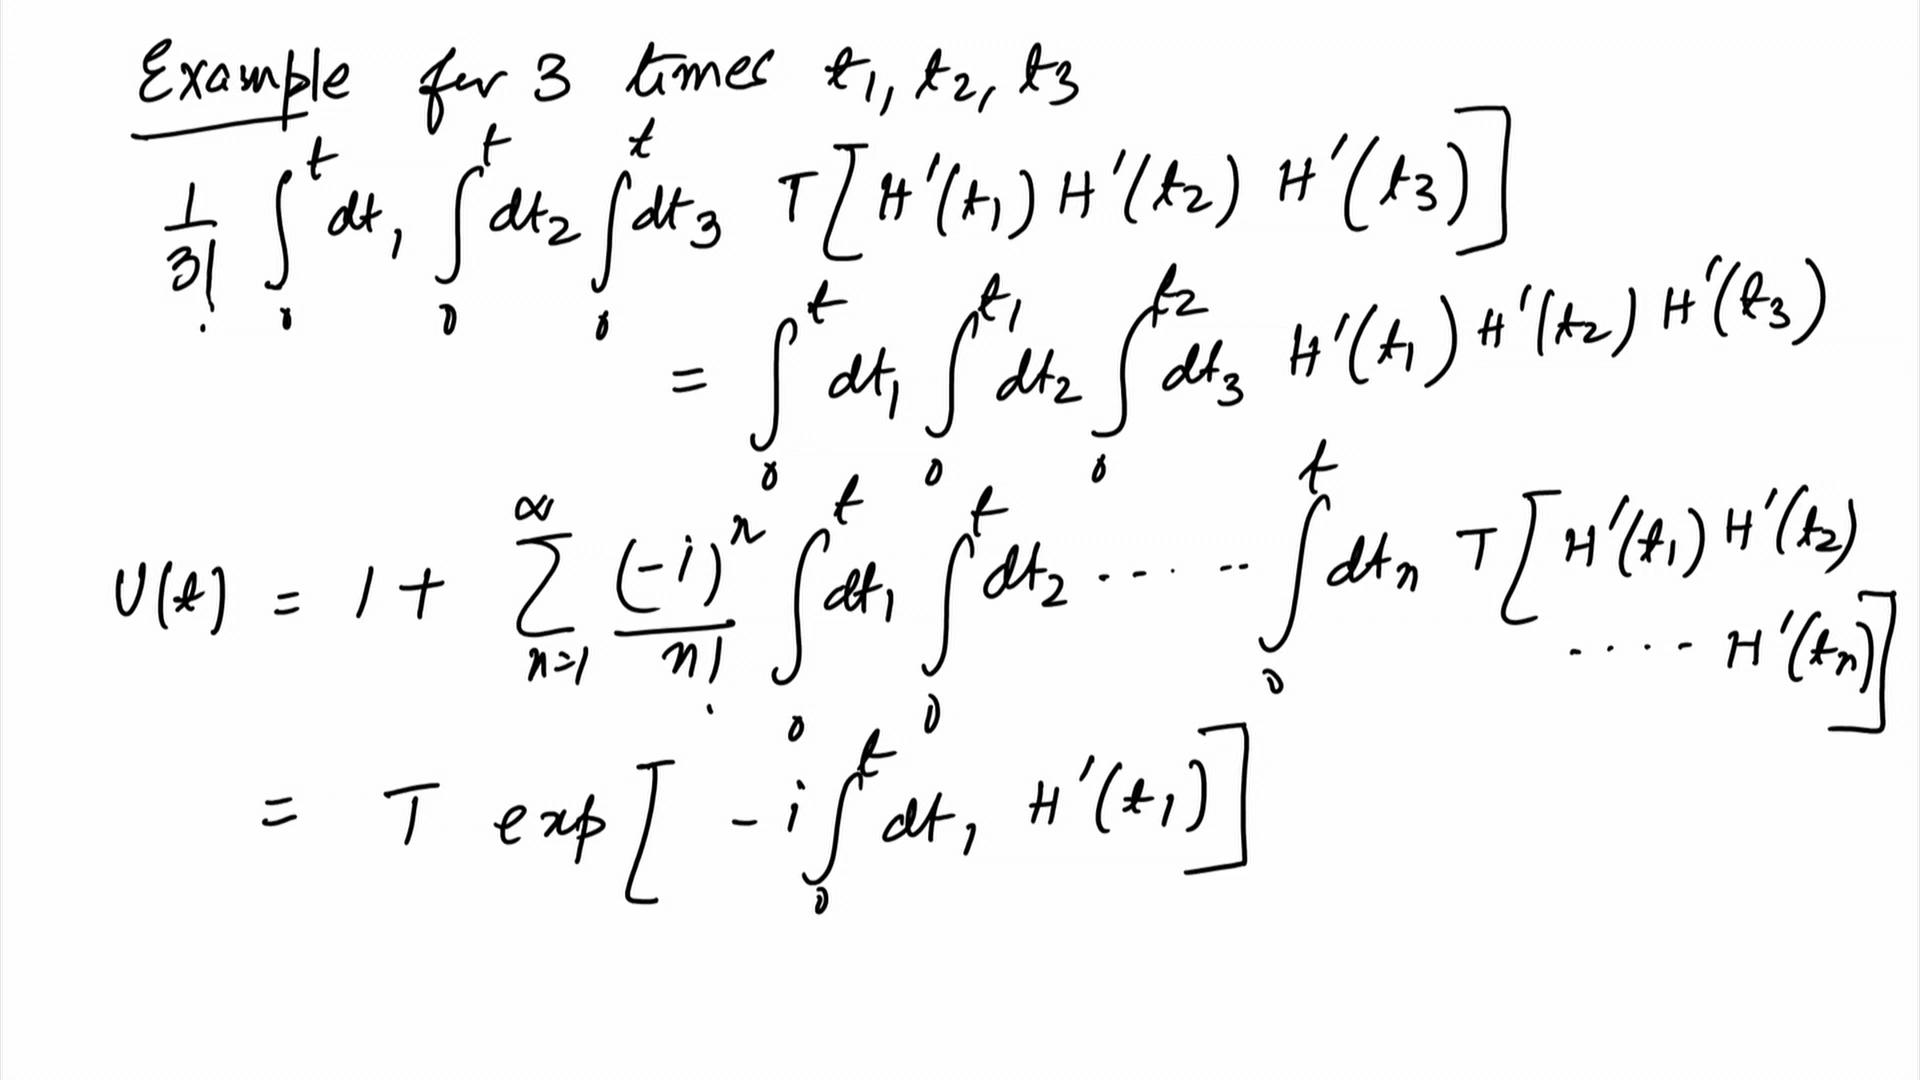 Example for 3 times t₁, t₂, t₃
1/3! ∫₀ᵗ dt₁ ∫₀ᵗ dt₂ ∫₀ᵗ dt₃ T[H′(t₁) H′(t₂) H′(t₃)]
= ∫₀ᵗ dt₁ ∫₀^{t₁} dt₂ ∫₀^{t₂} dt₃ H′(t₁) H′(t₂) H′(t₃)
U(t) = 1 + ∑_{n=1}^{∞} (-i)ⁿ/n! ∫₀ᵗ dt₁ ∫₀ᵗ dt₂ ······ ∫₀ᵗ dtₙ T[H′(t₁) H′(t₂)
····- H′(tₙ)]
= T exp[-i ∫₀ᵗ dt₁ H′(t₁)]